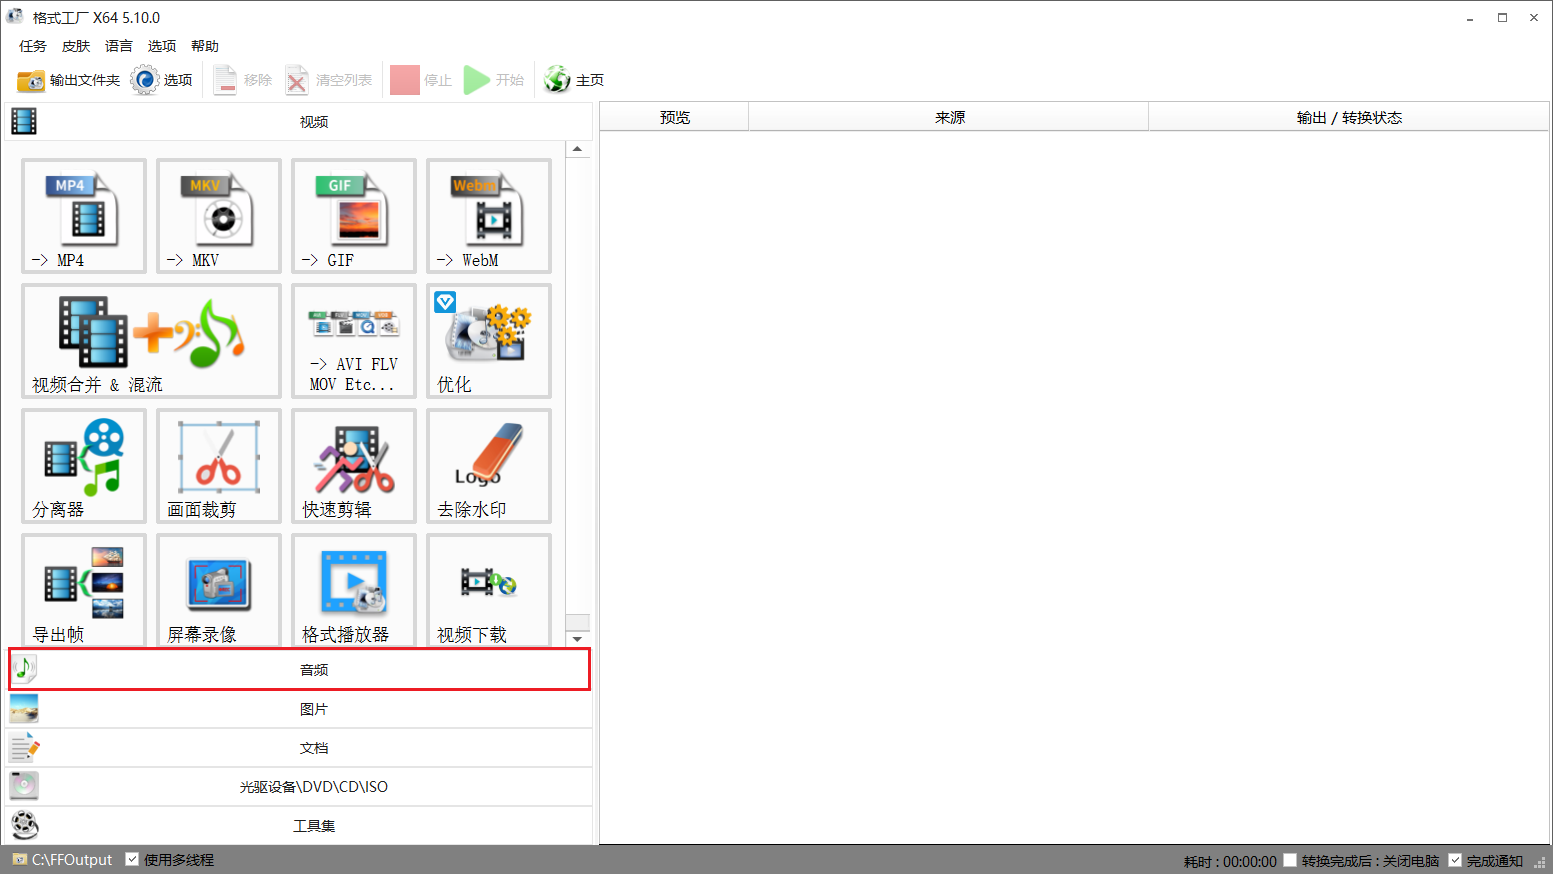 格式工厂 X64 5.10.0
任务 皮肤 语言 选项 帮助
输出文件夹 选项 移除 清空列表 停止 开始 主页
视频
预览 来源 输出 / 转换状态
MP4 MKV GIF Webm
-> MP4 -> MKV -> GIF -> WebM
视频合并 & 混流
-> AVI FLV
MOV Etc...
优化
Logo
分离器 画面裁剪 快速剪辑 去除水印
导出帧 屏幕录像 格式播放器 视频下载
音频
图片
文档
光驱设备\DVD\CD\ISO
工具集
C:\FFOutput 使用多线程 耗时 : 00:00:00 转换完成后 : 关闭电脑 完成通知